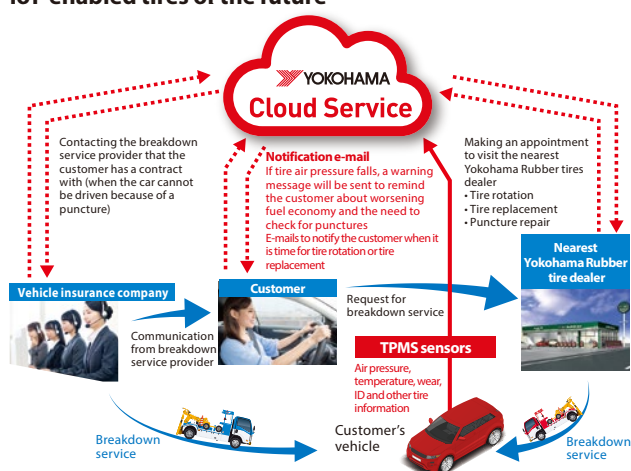 IoT-enabled tires of the future
YOKOHAMA
Cloud Service
Contacting the breakdown
service provider that the
customer has a contract
with (when the car cannot
be driven because of a
puncture)
Notification e-mail
If tire air pressure falls, a warning
message will be sent to remind
the customer about worsening
fuel economy and the need to
check for punctures
E-mails to notify the customer when it
is time for tire rotation or tire
replacement
Making an appointment
to visit the nearest
Yokohama Rubber tires
dealer
• Tire rotation
• Tire replacement
• Puncture repair
Nearest
Yokohama Rubber
tire dealer
Vehicle insurance company
Customer
Communication
from breakdown
service provider
Request for
breakdown service
TPMS sensors
Air pressure,
temperature, wear,
ID and other tire
information
Customer's
vehicle
Breakdown
service
Breakdown
service